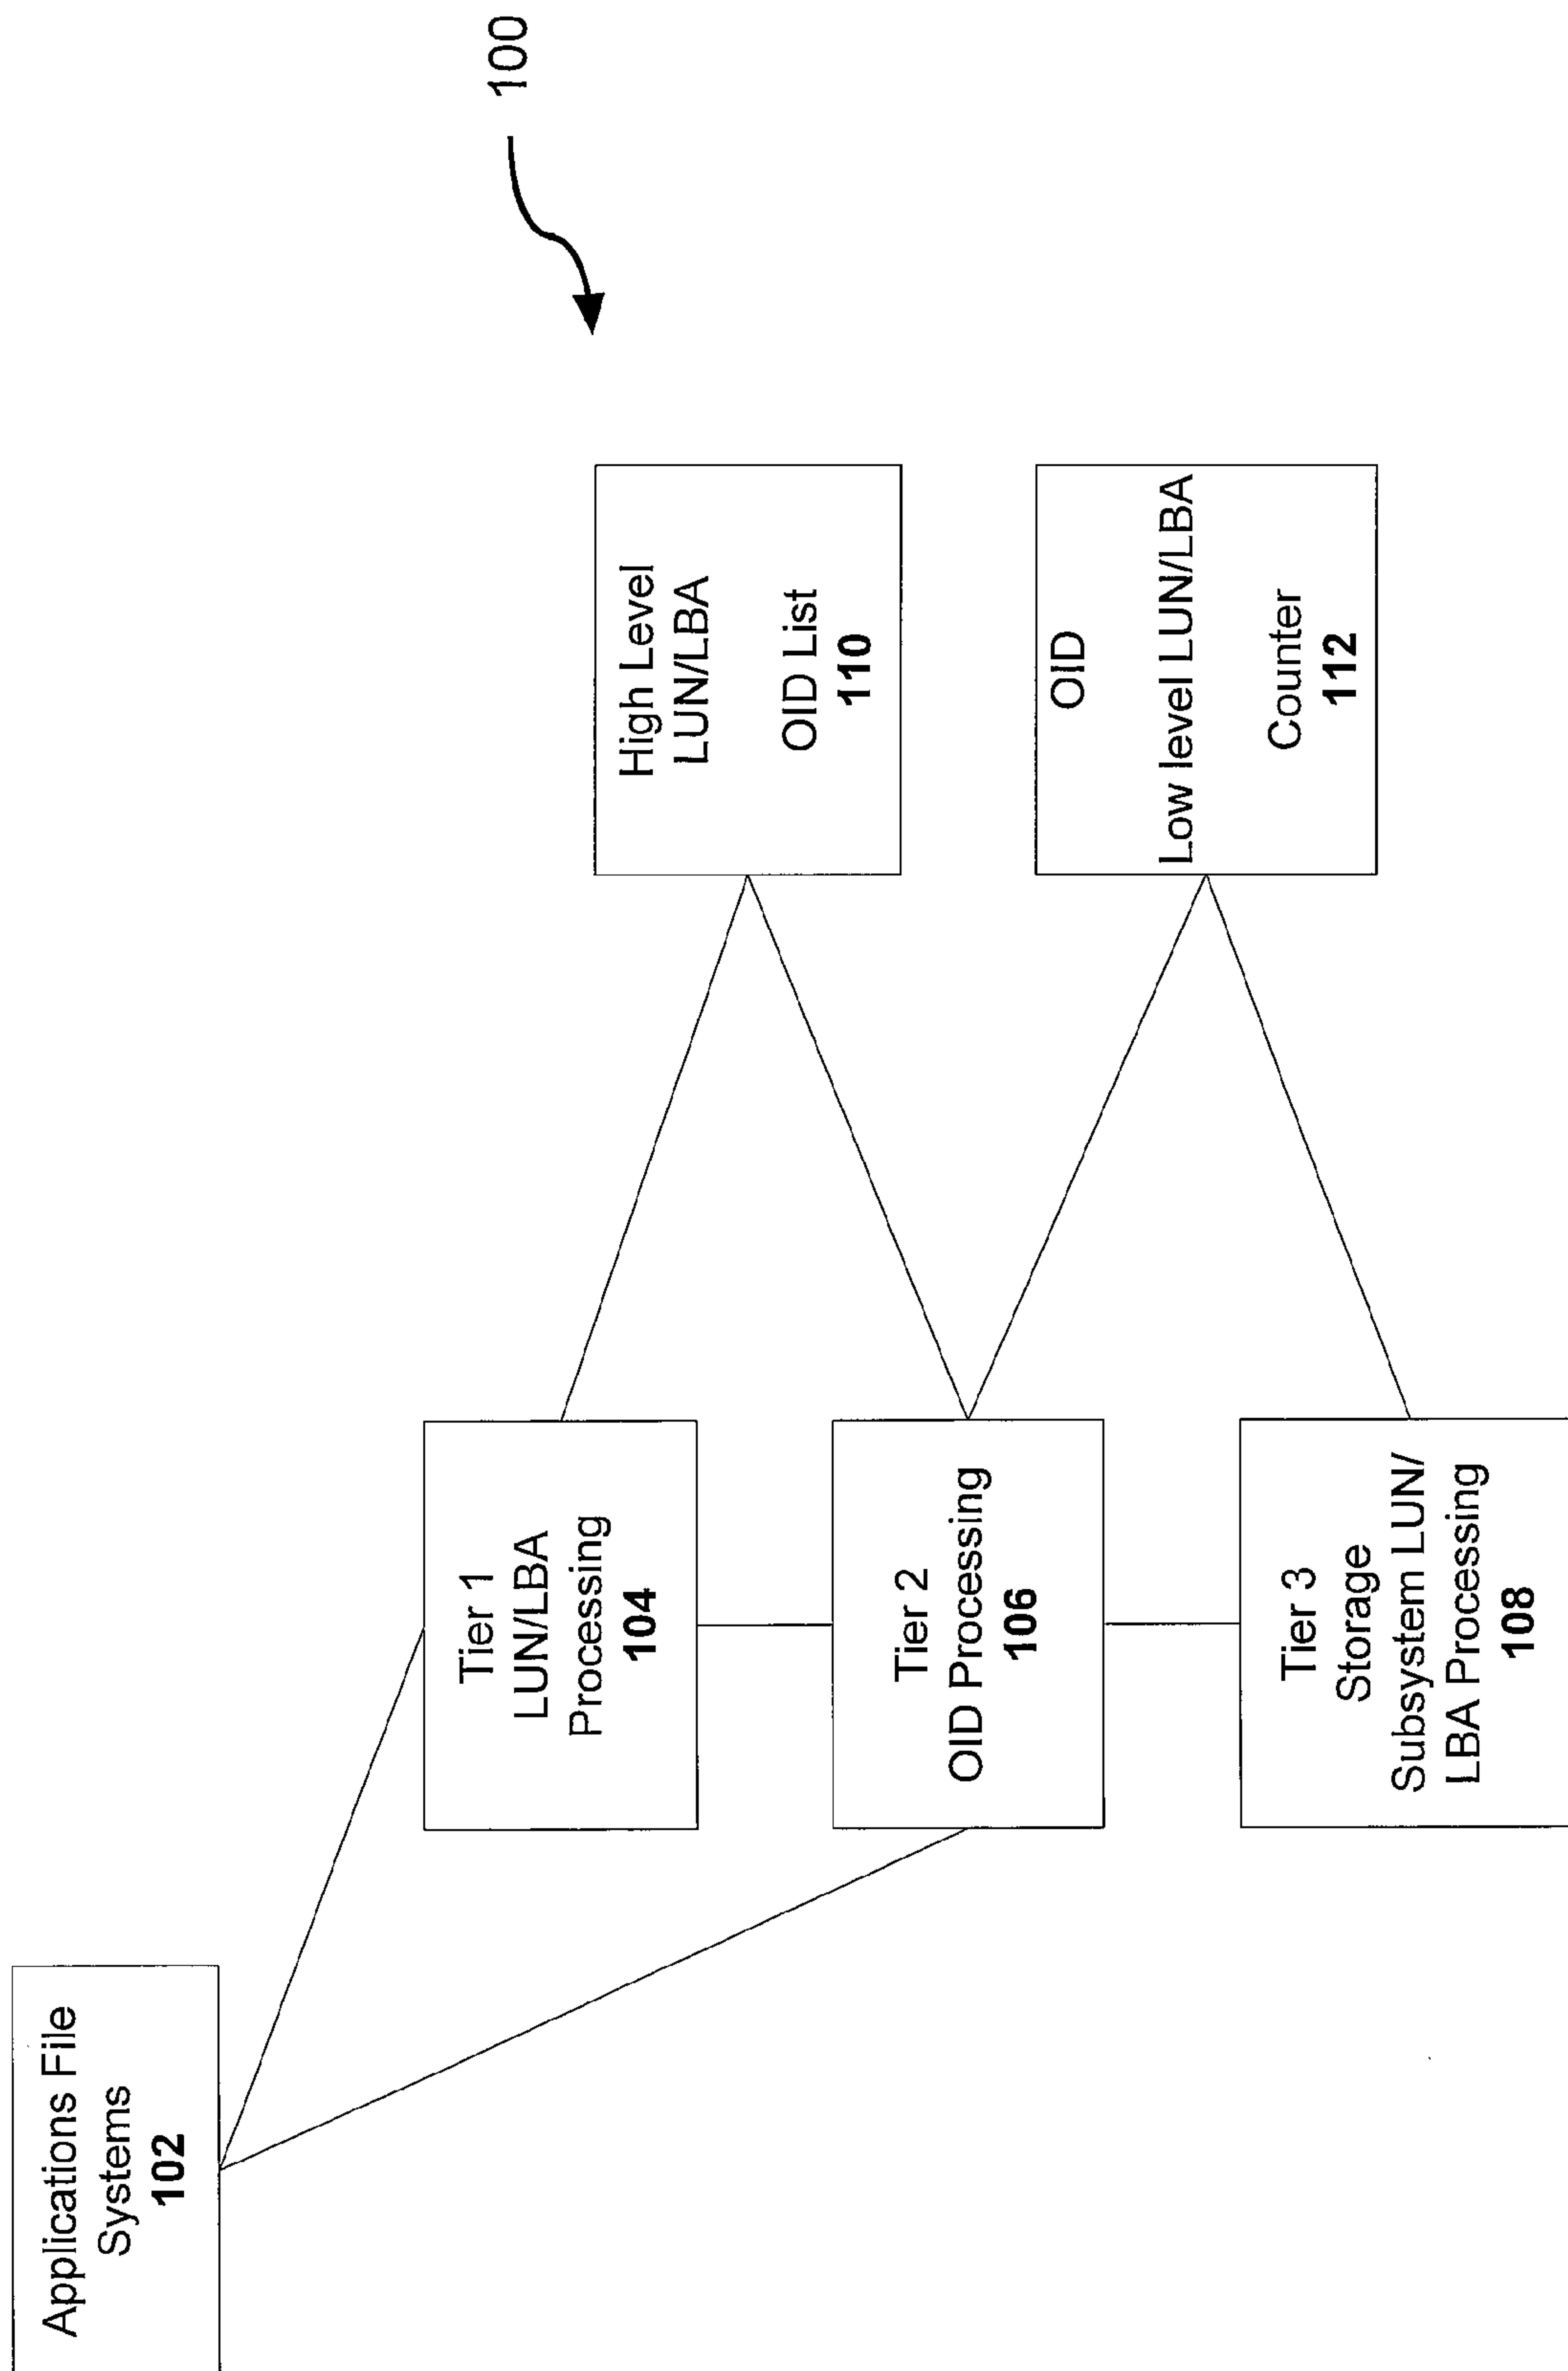 100
Applications File
Systems
102
Tier 1
LUN/LBA
Processing
104
High Level
LUN/LBA
OID List
110
Tier 2
OID Processing
106
OID
Low level LUN/LBA
Counter
112
Tier 3
Storage
Subsystem LUN/
LBA Processing
108